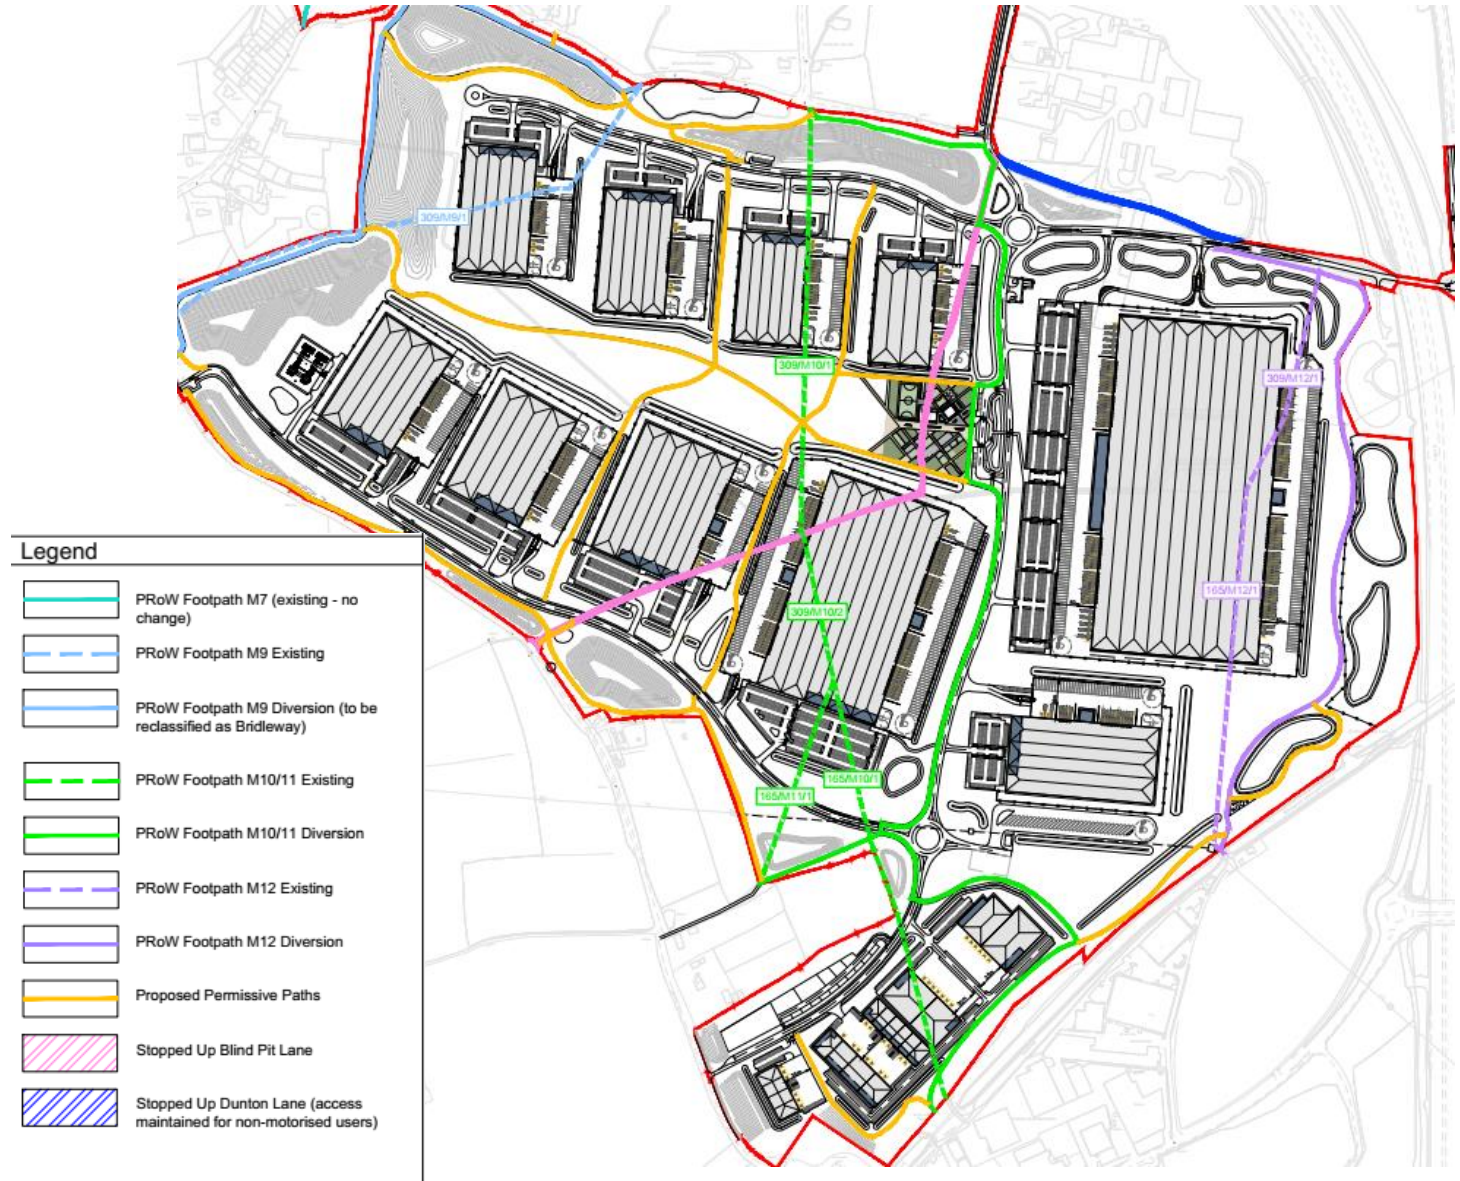 309/M9/1
309/M10/1
309/M12/1
Legend
PRoW Footpath M7 (existing - no
change)
PRoW Footpath M9 Existing
PRoW Footpath M9 Diversion (to be
reclassified as Bridleway)
PRoW Footpath M10/11 Existing
PRoW Footpath M10/11 Diversion
PRoW Footpath M12 Existing
PRoW Footpath M12 Diversion
Proposed Permissive Paths
Stopped Up Blind Pit Lane
Stopped Up Dunton Lane (access
maintained for non-motorised users)
165/M12/1
309/M10/2
165/M10/1
165/M11/1